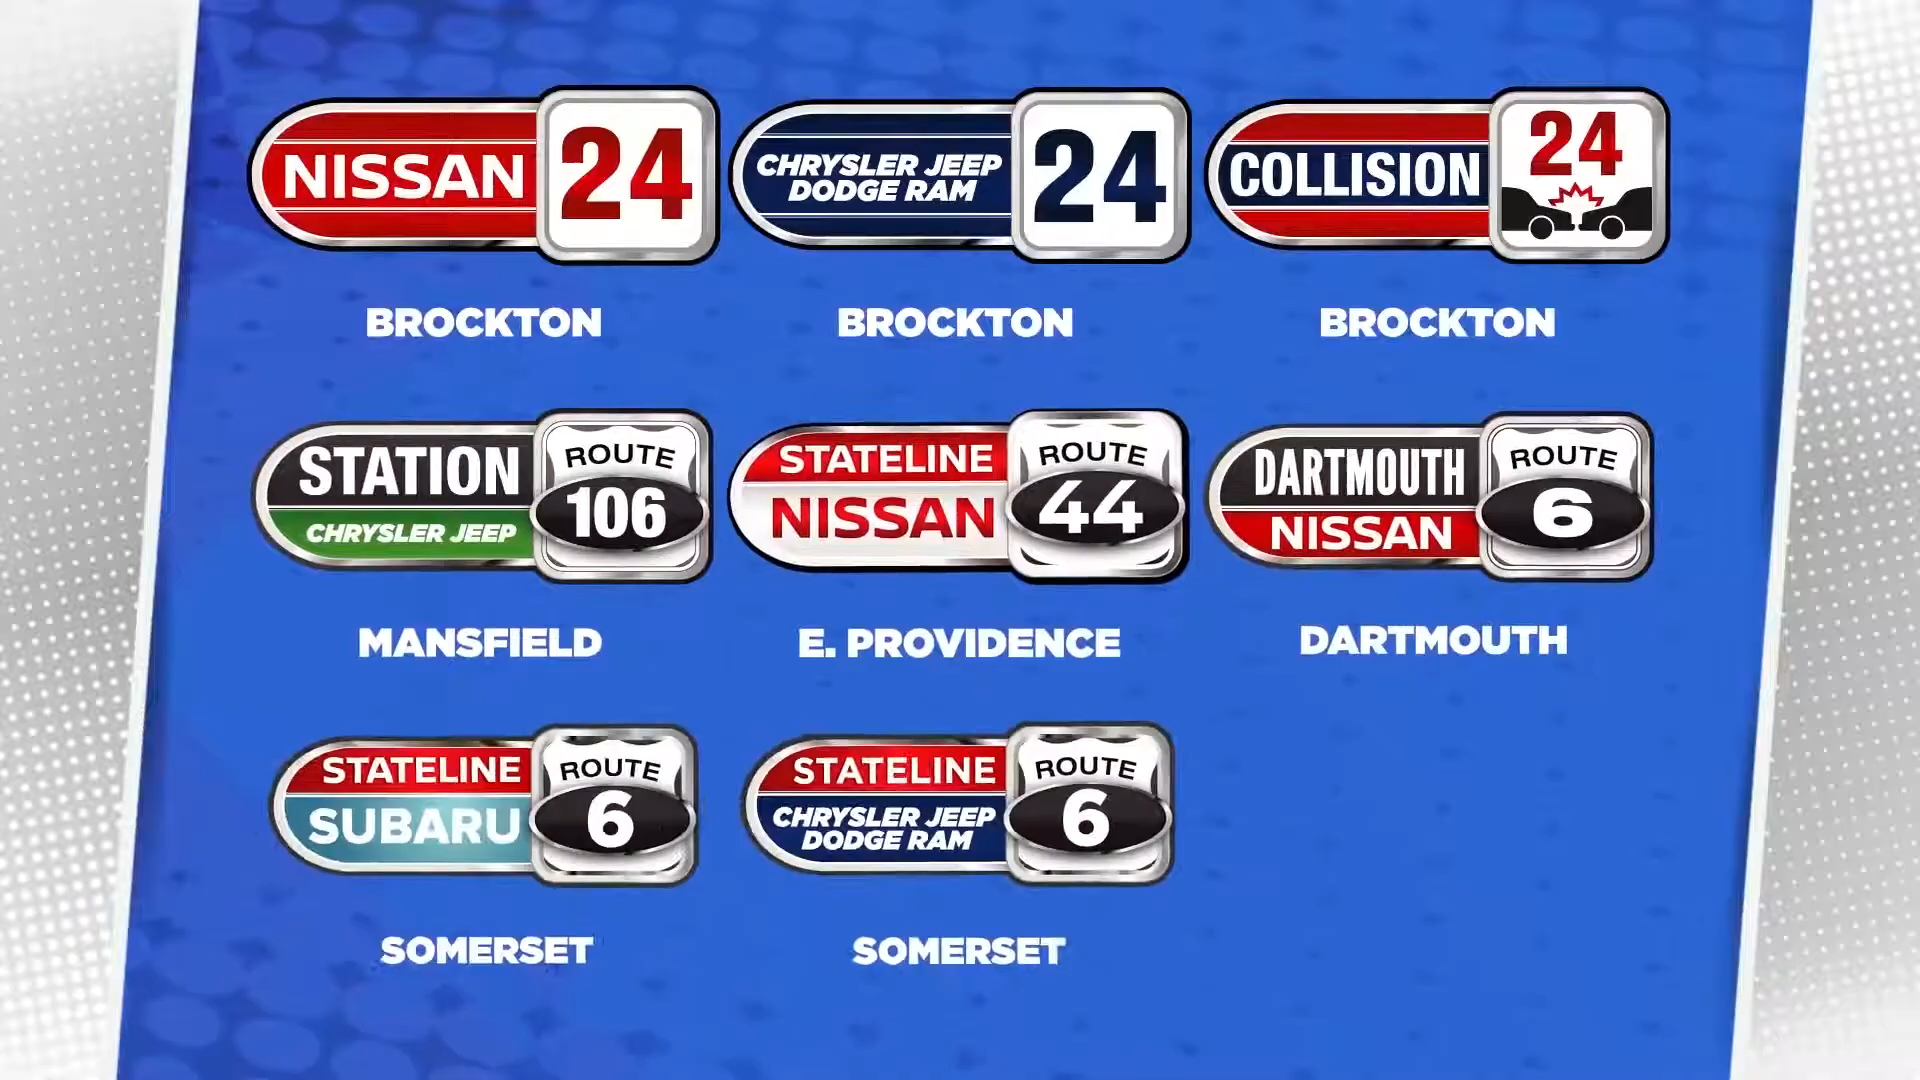 NISSAN 24
BROCKTON
CHRYSLER JEEP
DODGE RAM
24
BROCKTON
COLLISION 24
BROCKTON
STATION
CHRYSLER JEEP
ROUTE
106
MANSFIELD
STATELINE
NISSAN
ROUTE
44
E. PROVIDENCE
DARTMOUTH
NISSAN
ROUTE
6
DARTMOUTH
STATELINE
SUBARU
ROUTE
6
SOMERSET
STATELINE
CHRYSLER JEEP
DODGE RAM
ROUTE
6
SOMERSET